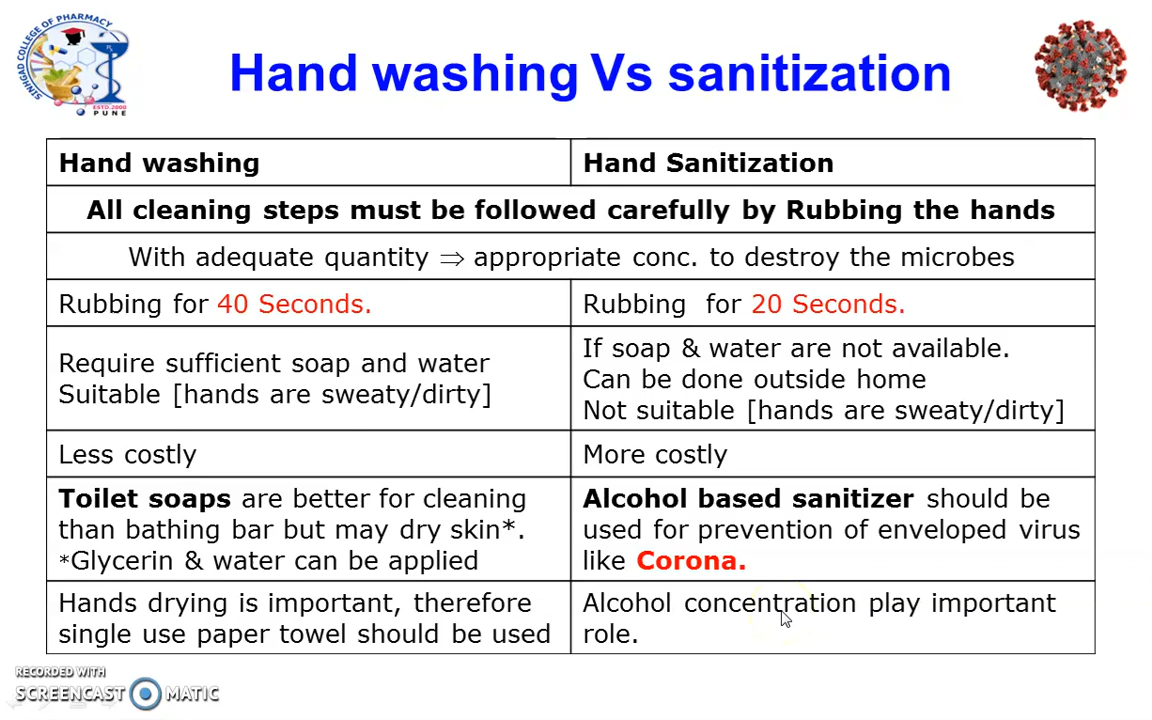 SINHGAD COLLEGE OF PHARMACY
ESTD.2006
PUNE
Hand washing Vs sanitization
Hand washing
Hand Sanitization
All cleaning steps must be followed carefully by Rubbing the hands
With adequate quantity ⇒ appropriate conc. to destroy the microbes
Rubbing for 40 Seconds.
Rubbing for 20 Seconds.
Require sufficient soap and water
Suitable [hands are sweaty/dirty]
If soap & water are not available.
Can be done outside home
Not suitable [hands are sweaty/dirty]
Less costly
More costly
Toilet soaps are better for cleaning
than bathing bar but may dry skin*.
*Glycerin & water can be applied
Alcohol based sanitizer should be
used for prevention of enveloped virus
like Corona.
Hands drying is important, therefore
single use paper towel should be used
Alcohol concentration play important
role.
RECORDED WITH
SCREENCAST MATIC